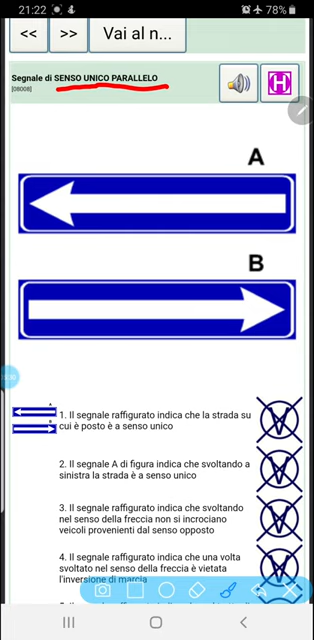 21:22
78%
<<
>>
Vai al n...
Segnale di SENSO UNICO PARALLELO
[08008]
H
A
B
1. Il segnale raffigurato indica che la strada su
cui è posto è a senso unico
V
2. Il segnale A di figura indica che svoltando a
sinistra la strada è a senso unico
V
3. Il segnale raffigurato indica che svoltando
nel senso della freccia non si incrociano
veicoli provenienti dal senso opposto
V
4. Il segnale raffigurato indica che una volta
svoltato nel senso della freccia è vietata
l'inversione di marcia
V